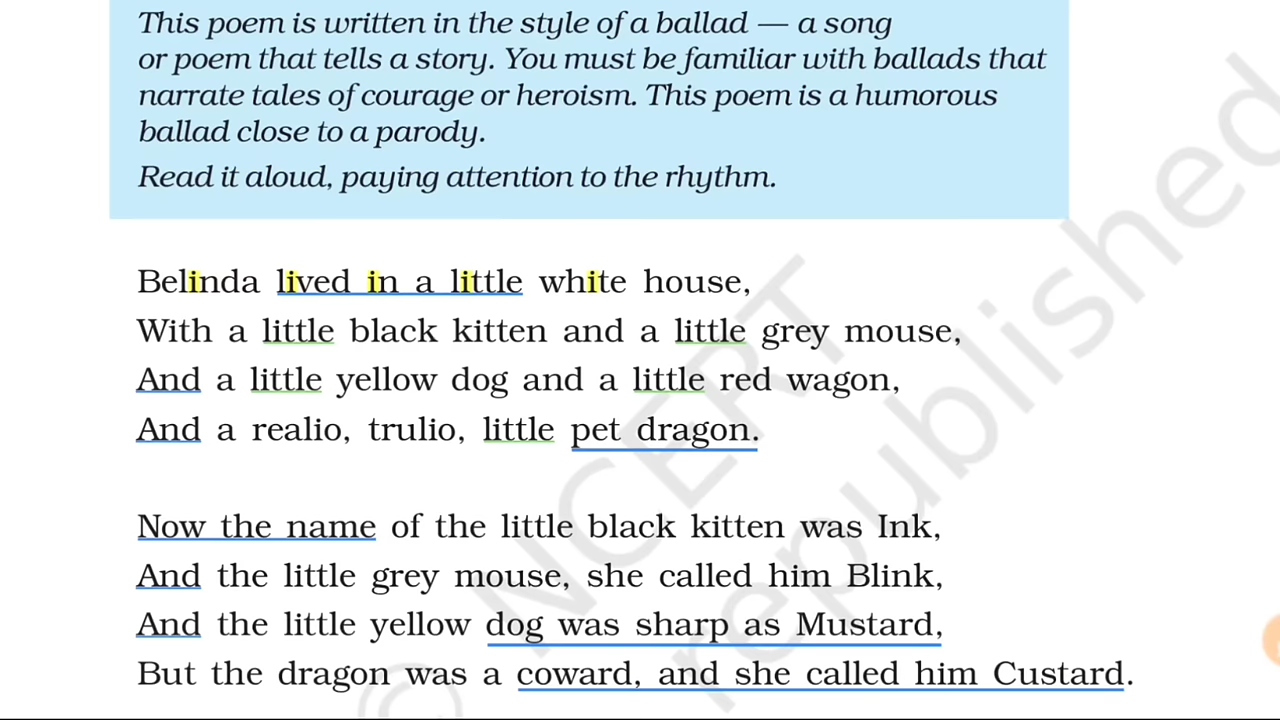 This poem is written in the style of a ballad — a song
or poem that tells a story. You must be familiar with ballads that
narrate tales of courage or heroism. This poem is a humorous
ballad close to a parody.
Read it aloud, paying attention to the rhythm.
Belinda lived in a little white house,
With a little black kitten and a little grey mouse,
And a little yellow dog and a little red wagon,
And a realio, trulio, little pet dragon.
Now the name of the little black kitten was Ink,
And the little grey mouse, she called him Blink,
And the little yellow dog was sharp as Mustard,
But the dragon was a coward, and she called him Custard.
© NCERT
republished